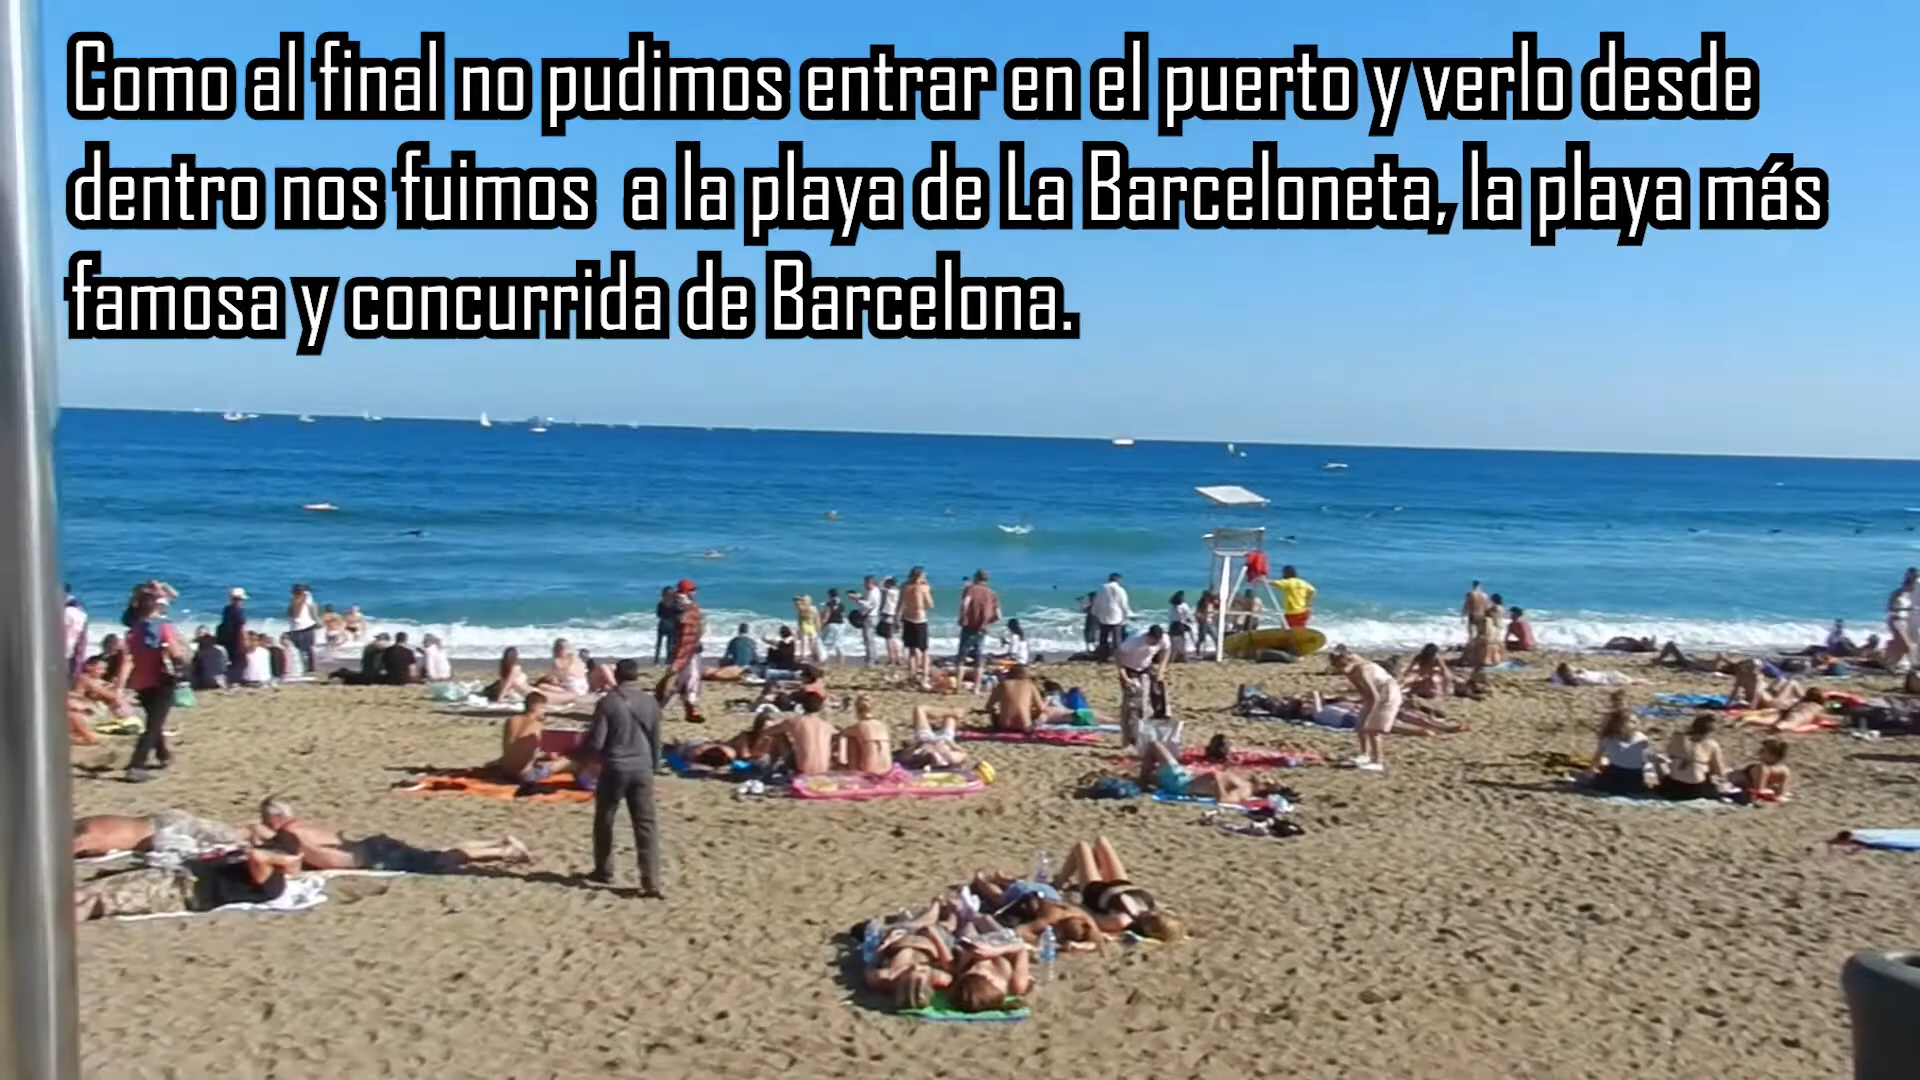 Como al final no pudimos entrar en el puerto y verlo desde
dentro nos fuimos  a la playa de La Barceloneta, la playa más
famosa y concurrida de Barcelona.